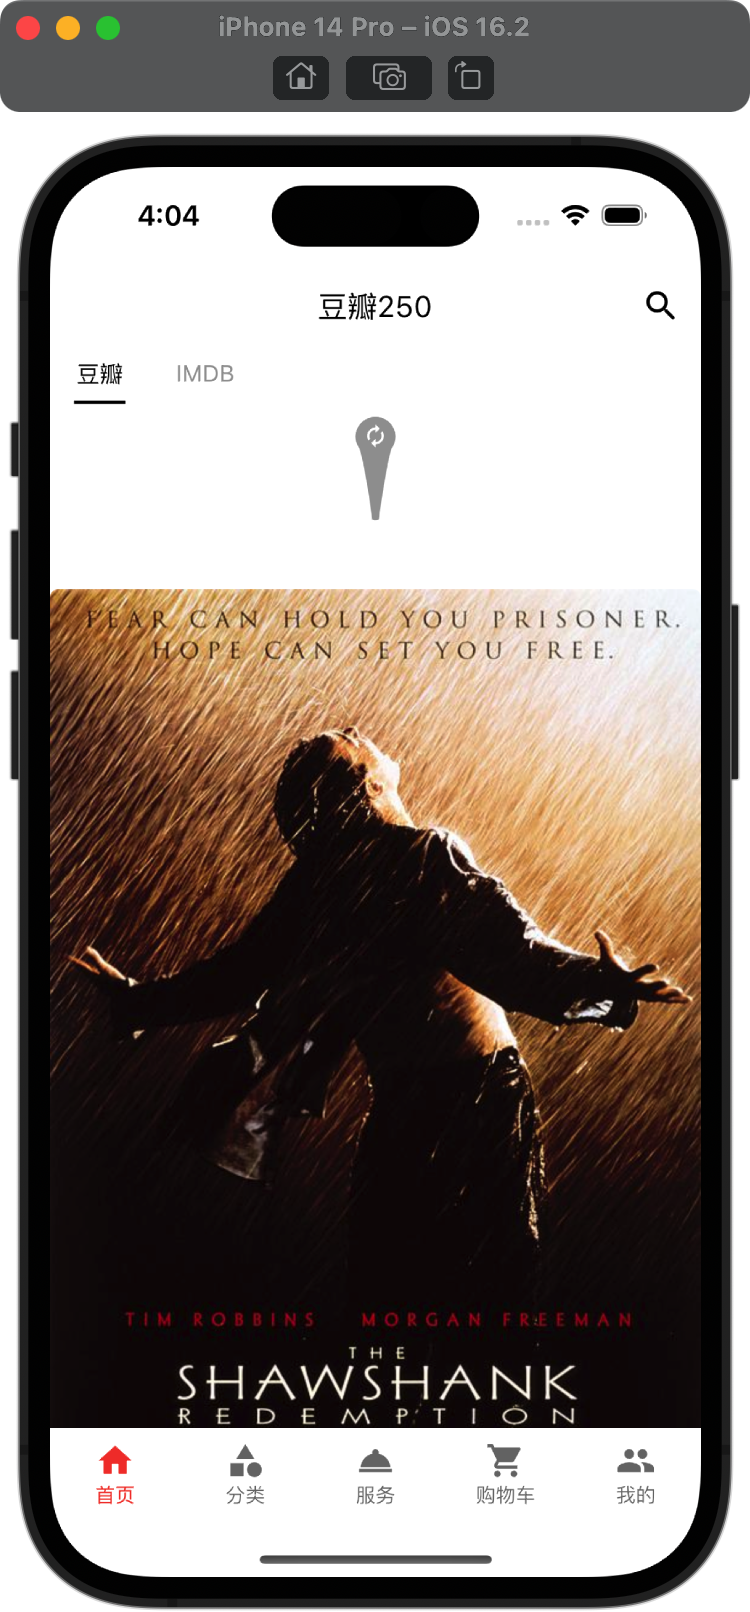 iPhone 14 Pro – iOS 16.2
4:04
豆瓣250
豆瓣 IMDB
FEAR CAN HOLD YOU PRISONER.
HOPE CAN SET YOU FREE.
TIM ROBBINS MORGAN FREEMAN
THE
SHAWSHANK
REDEMPTION
首页 分类 服务 购物车 我的